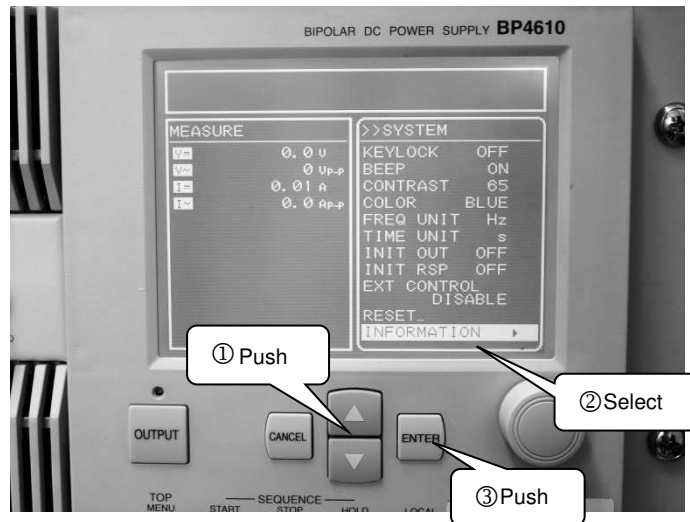 BIPOLAR DC POWER SUPPLY BP4610
MEASURE
V= 0.0 V
V~ 0 Vp-p
I= 0.01 A
I~ 0.0 Ap-p
>>SYSTEM
KEYLOCK OFF
BEEP ON
CONTRAST 65
COLOR BLUE
FREQ UNIT Hz
TIME UNIT s
INIT OUT OFF
INIT RSP OFF
EXT CONTROL
DISABLE
RESET_
INFORMATION ▸
① Push
②Select
③Push
OUTPUT
CANCEL
ENTER
TOP
MENU
SEQUENCE
START STOP HOLD LOCAL